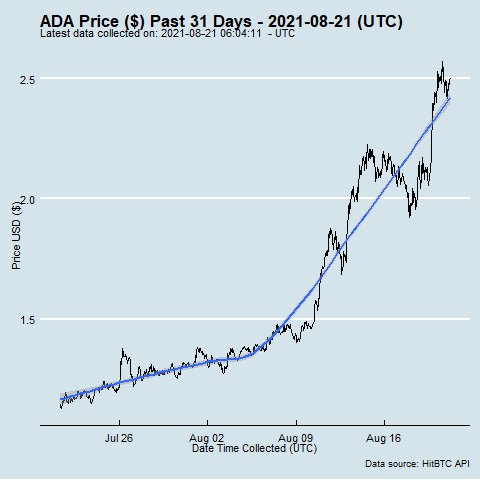 ADA Price ($) Past 31 Days - 2021-08-21 (UTC)
Latest data collected on: 2021-08-21 06:04:11 - UTC
Price USD ($)
2.5
2.0
1.5
Jul 26
Aug 02
Aug 09
Aug 16
Date Time Collected (UTC)
Data source: HitBTC API